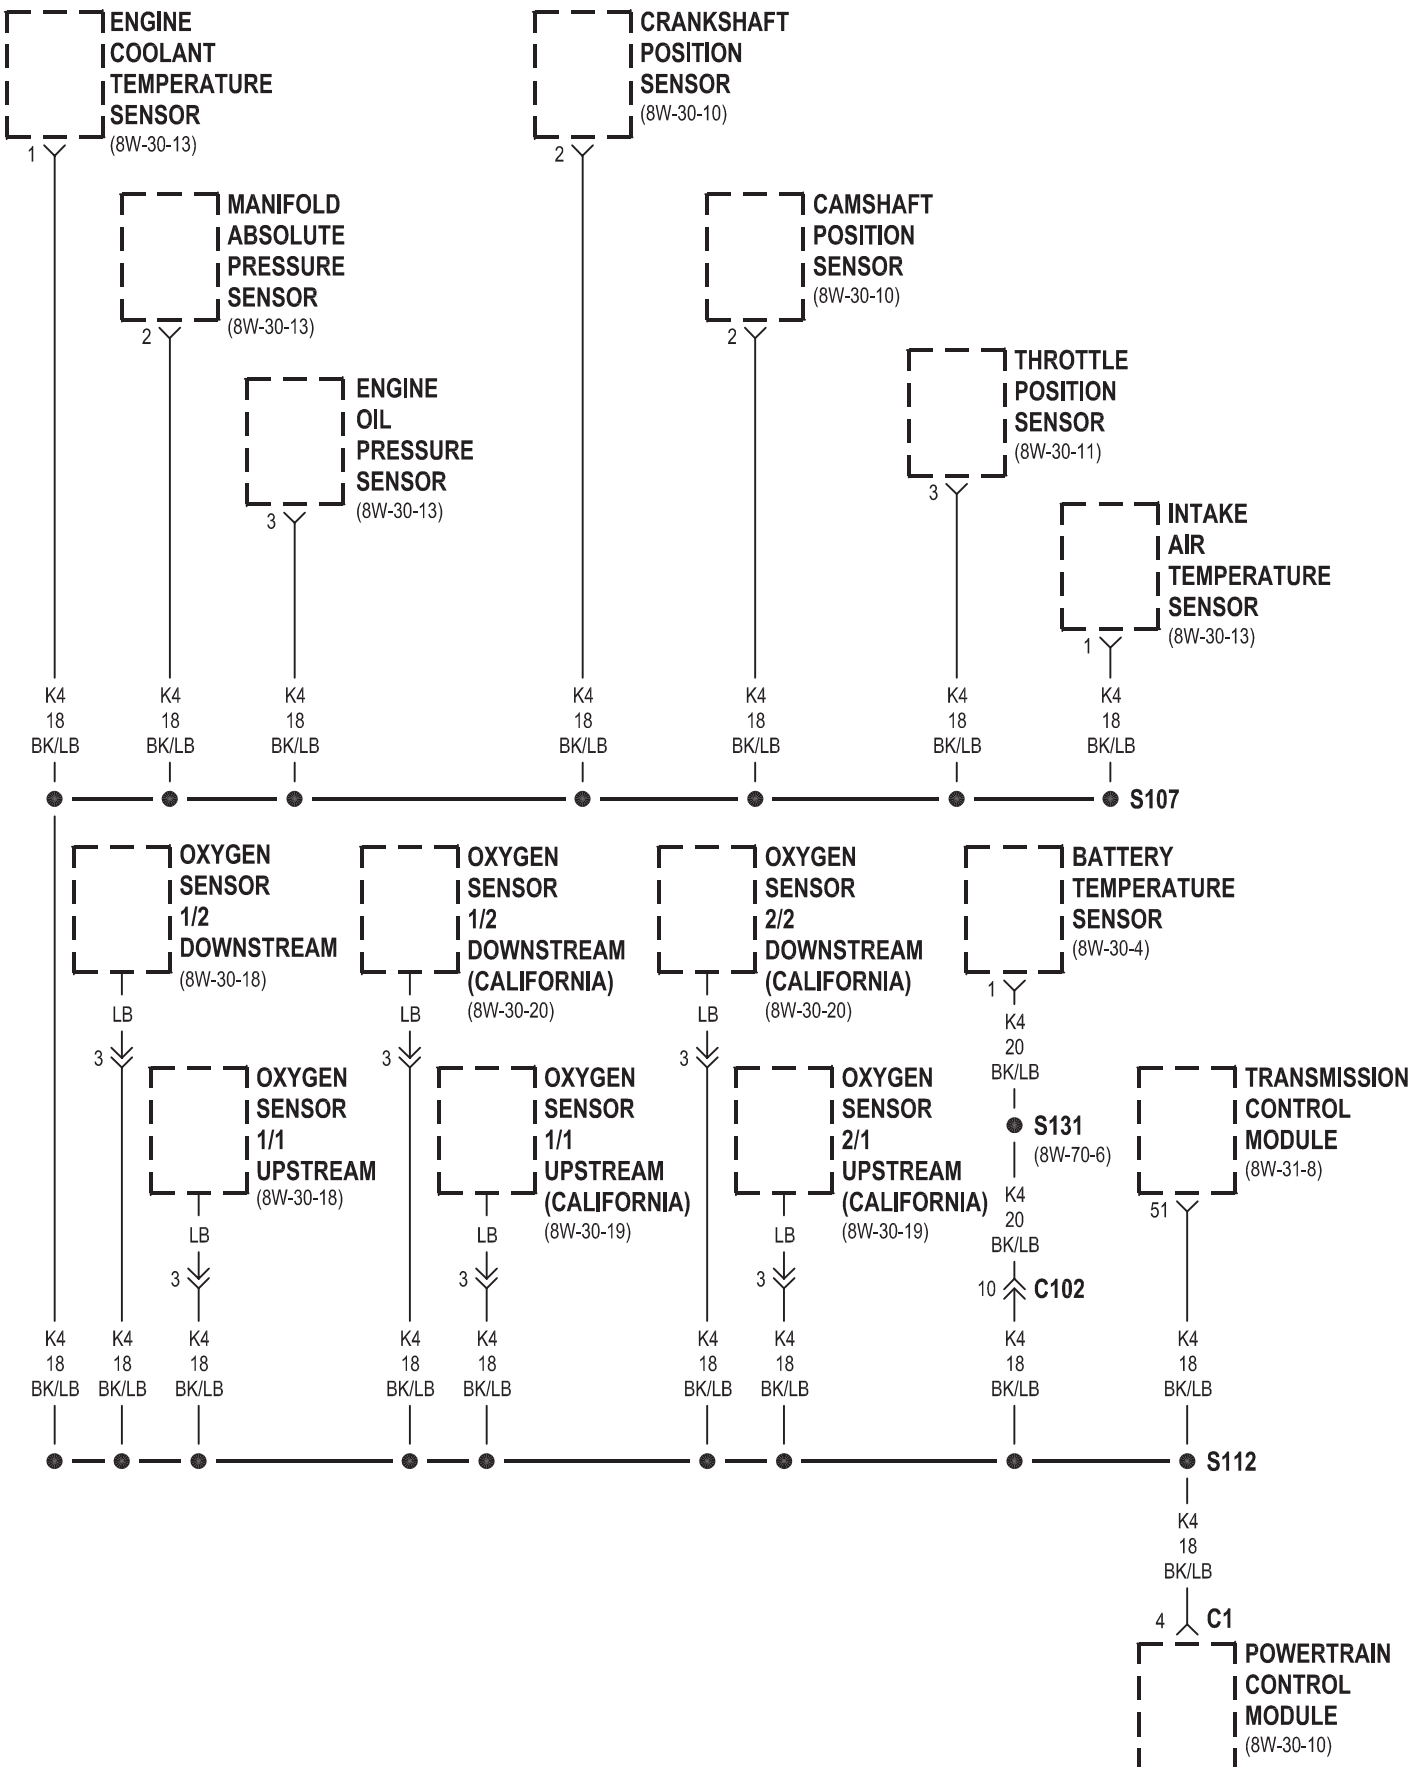 ENGINE
COOLANT
TEMPERATURE
SENSOR
(8W-30-13)
1
CRANKSHAFT
POSITION
SENSOR
(8W-30-10)
2
MANIFOLD
ABSOLUTE
PRESSURE
SENSOR
(8W-30-13)
2
CAMSHAFT
POSITION
SENSOR
(8W-30-10)
2
ENGINE
OIL
PRESSURE
SENSOR
(8W-30-13)
3
THROTTLE
POSITION
SENSOR
(8W-30-11)
3
INTAKE
AIR
TEMPERATURE
SENSOR
(8W-30-13)
1
K4 K4 K4 K4 K4 K4 K4
18 18 18 18 18 18 18
BK/LB BK/LB BK/LB BK/LB BK/LB BK/LB BK/LB
S107
OXYGEN
SENSOR
1/2
DOWNSTREAM
(8W-30-18)
LB
3
OXYGEN
SENSOR
1/2
DOWNSTREAM
(CALIFORNIA)
(8W-30-20)
LB
3
OXYGEN
SENSOR
2/2
DOWNSTREAM
(CALIFORNIA)
(8W-30-20)
LB
3
BATTERY
TEMPERATURE
SENSOR
(8W-30-4)
1
K4
20
BK/LB
S131
(8W-70-6)
K4
20
BK/LB
10 C102
OXYGEN
SENSOR
1/1
UPSTREAM
(8W-30-18)
LB
3
OXYGEN
SENSOR
1/1
UPSTREAM
(CALIFORNIA)
(8W-30-19)
LB
3
OXYGEN
SENSOR
2/1
UPSTREAM
(CALIFORNIA)
(8W-30-19)
LB
3
TRANSMISSION
CONTROL
MODULE
(8W-31-8)
51
K4 K4 K4 K4 K4 K4 K4 K4 K4
18 18 18 18 18 18 18 18 18
BK/LB BK/LB BK/LB BK/LB BK/LB BK/LB BK/LB BK/LB BK/LB
S112
K4
18
BK/LB
4 C1
POWERTRAIN
CONTROL
MODULE
(8W-30-10)